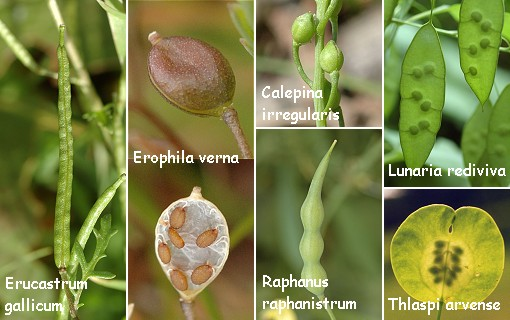 Erucastrum
gallicum
Erophila verna
Calepina
irregularis
Raphanus
raphanistrum
Lunaria rediviva
Thlaspi arvense